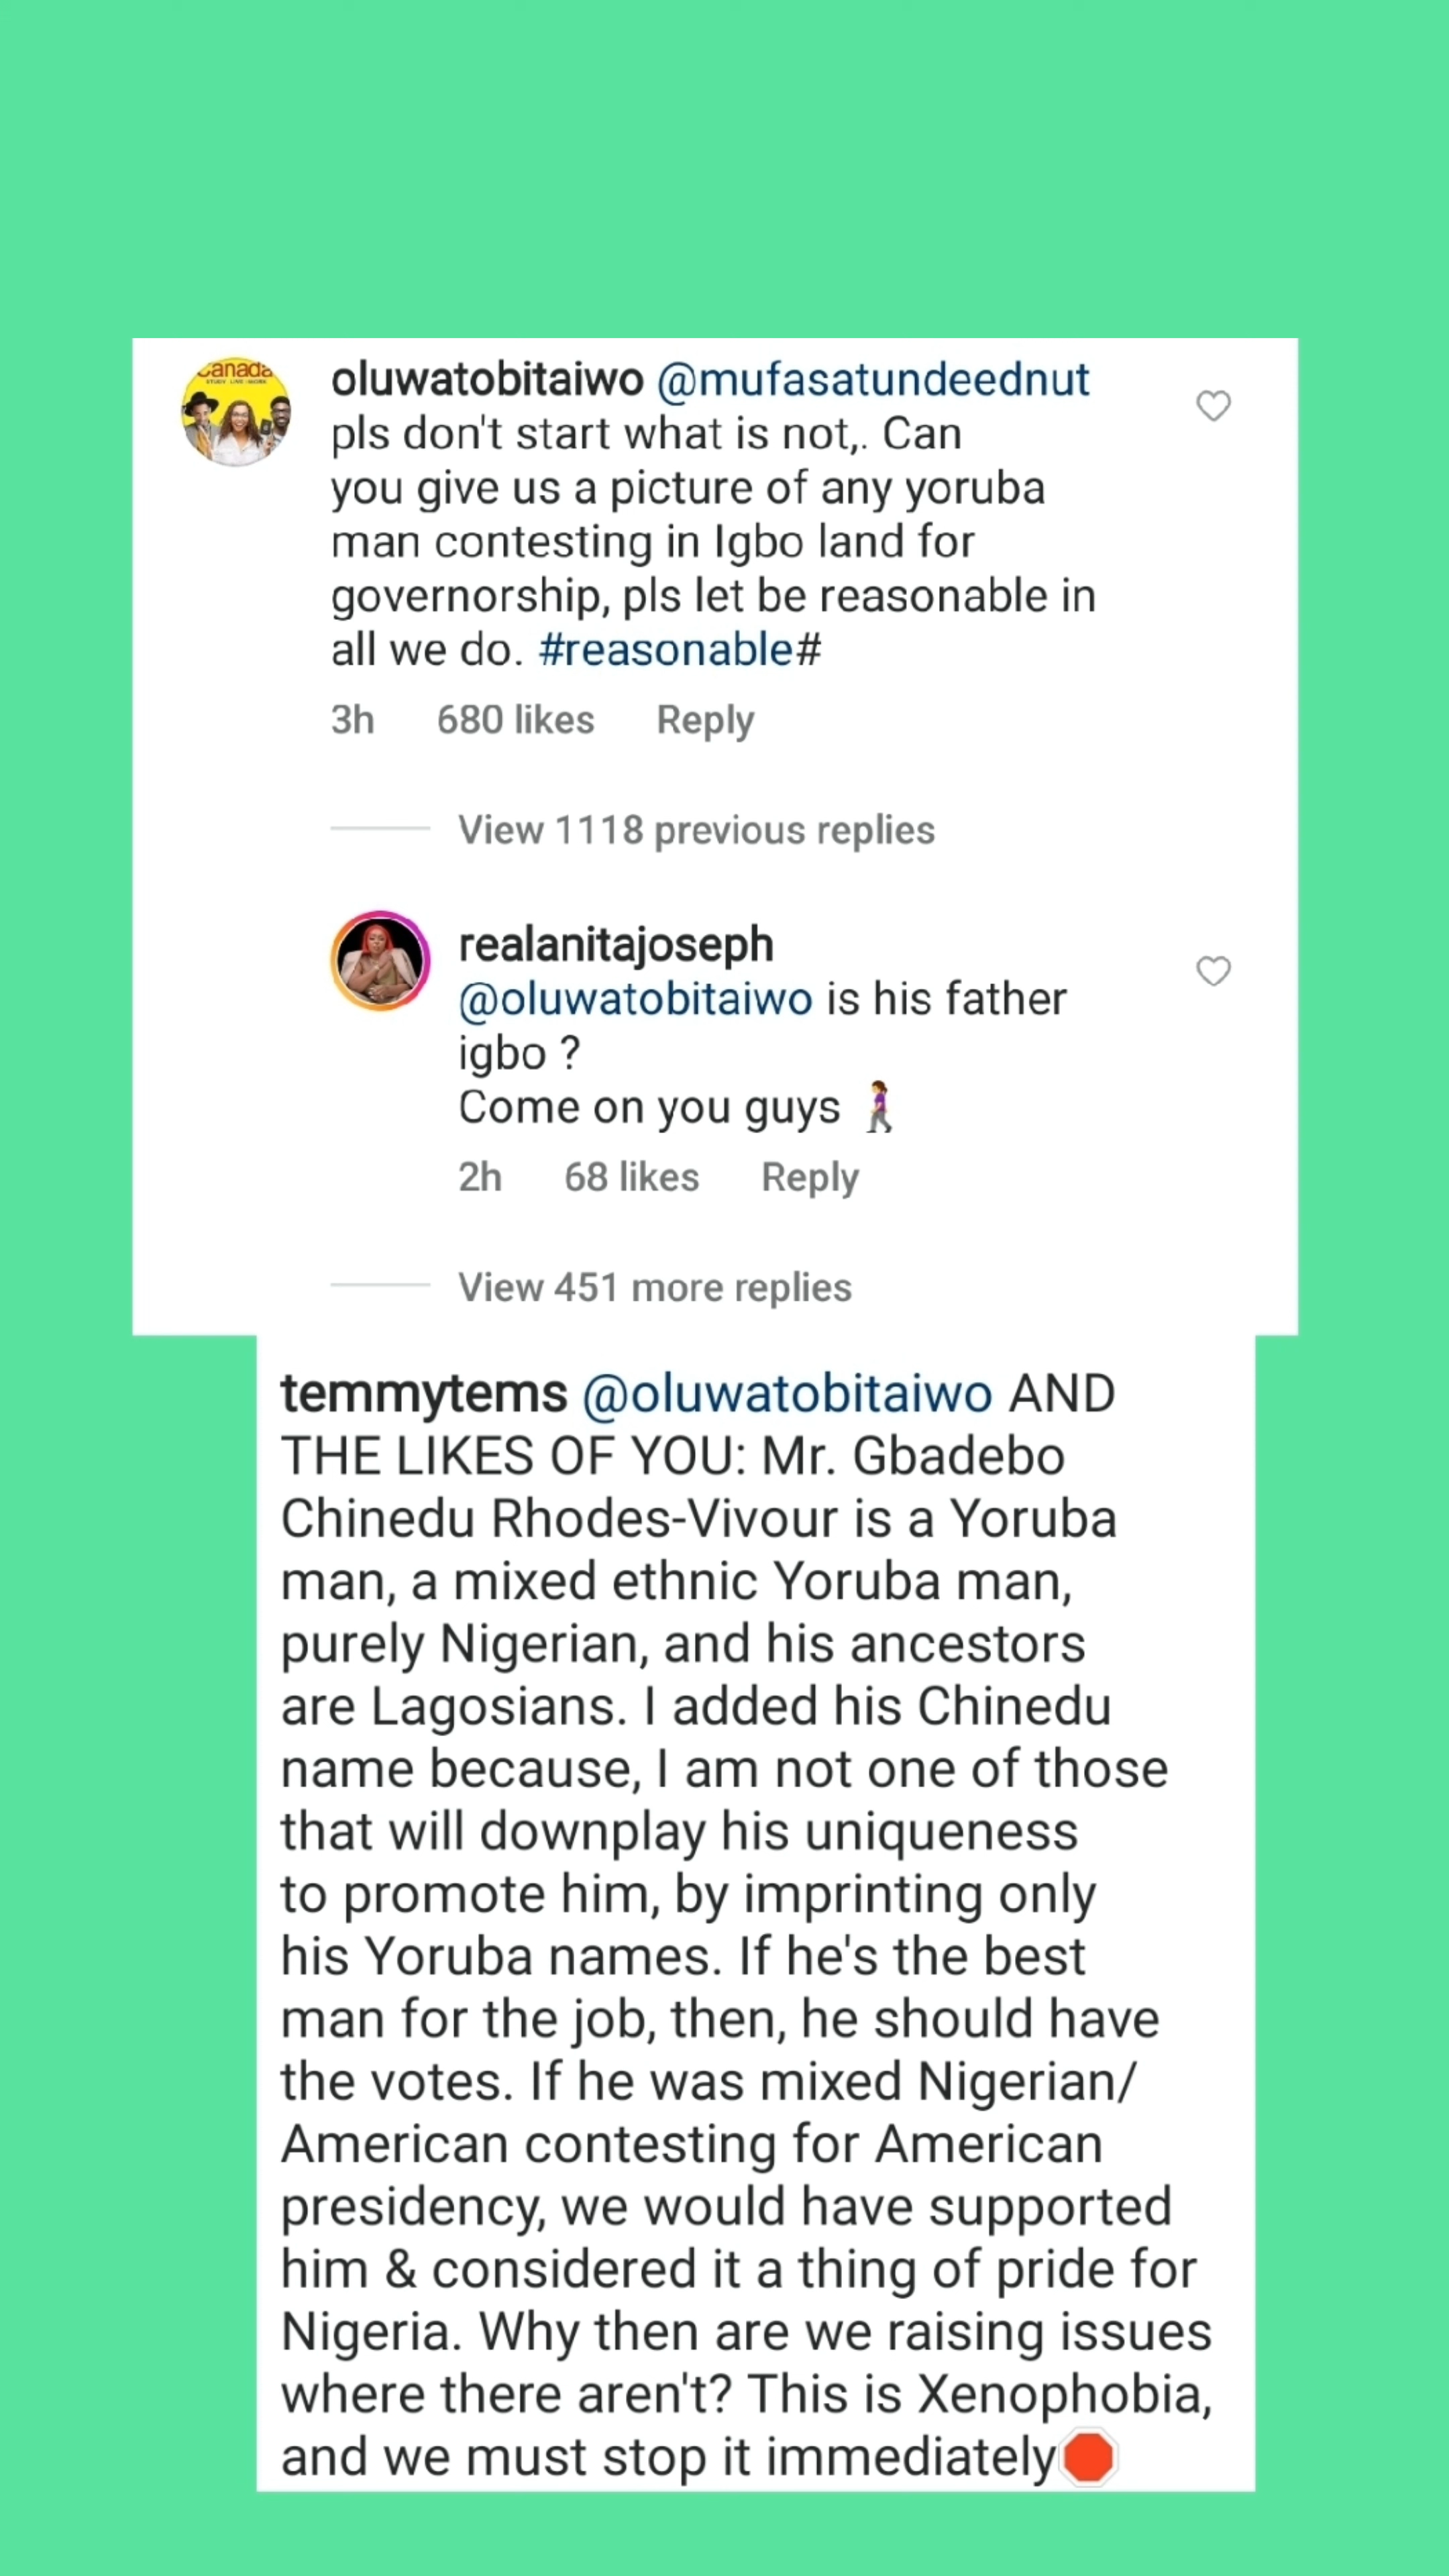 Canada
STUDY LIVE WORK
oluwatobitaiwo @mufasatundeednut
pls don't start what is not,. Can
you give us a picture of any yoruba
man contesting in Igbo land for
governorship, pls let be reasonable in
all we do. #reasonable#
3h 680 likes Reply
View 1118 previous replies
realanitajoseph
@oluwatobitaiwo is his father
igbo ?
Come on you guys 🚶‍♀️
2h 68 likes Reply
View 451 more replies
temmytems @oluwatobitaiwo AND
THE LIKES OF YOU: Mr. Gbadebo
Chinedu Rhodes-Vivour is a Yoruba
man, a mixed ethnic Yoruba man,
purely Nigerian, and his ancestors
are Lagosians. I added his Chinedu
name because, I am not one of those
that will downplay his uniqueness
to promote him, by imprinting only
his Yoruba names. If he's the best
man for the job, then, he should have
the votes. If he was mixed Nigerian/
American contesting for American
presidency, we would have supported
him & considered it a thing of pride for
Nigeria. Why then are we raising issues
where there aren't? This is Xenophobia,
and we must stop it immediately🛑